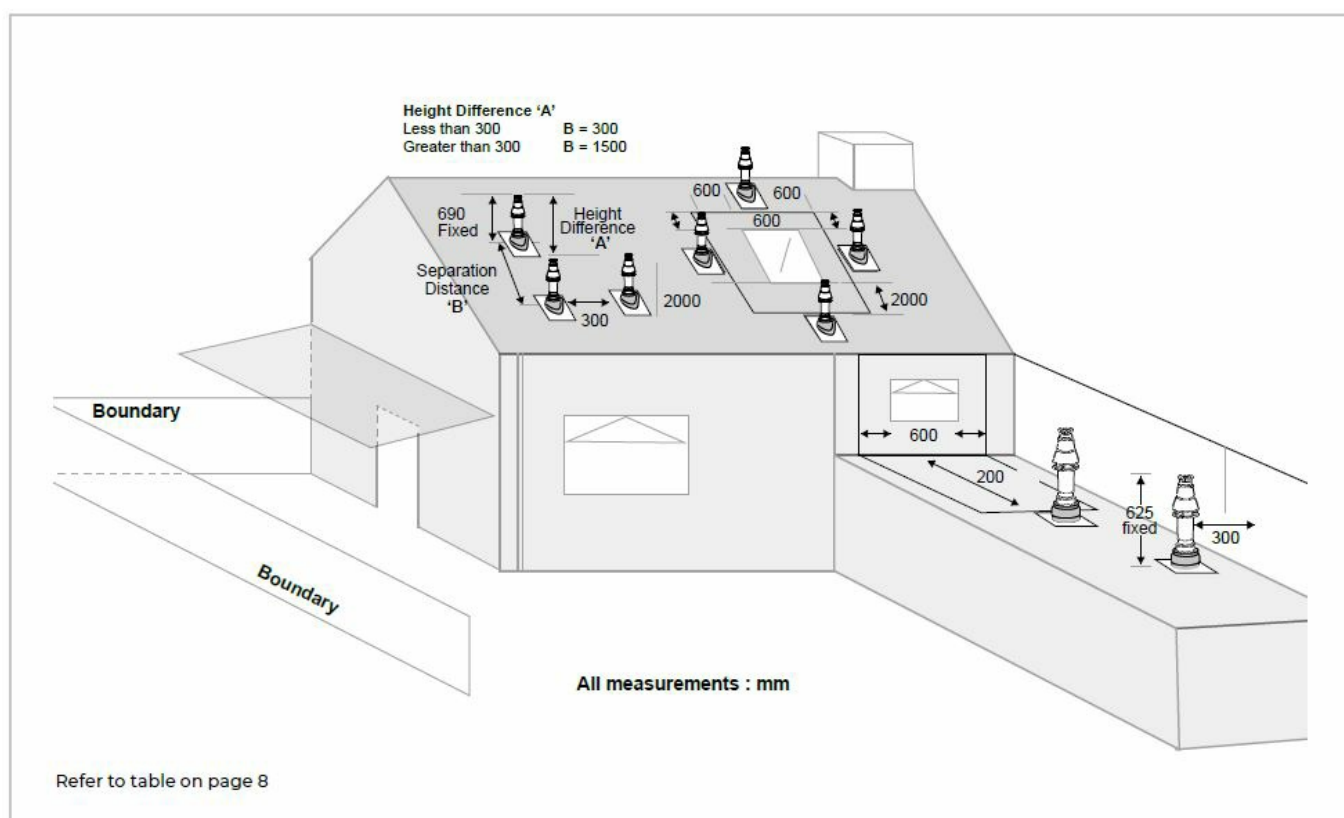 Height Difference ‘A’
Less than 300 B = 300
Greater than 300 B = 1500
690
Fixed
Height
Difference
‘A’
Separation
Distance
‘B’
300
2000
600
600
600
2000
Boundary
Boundary
600
200
625
fixed
300
All measurements : mm
Refer to table on page 8